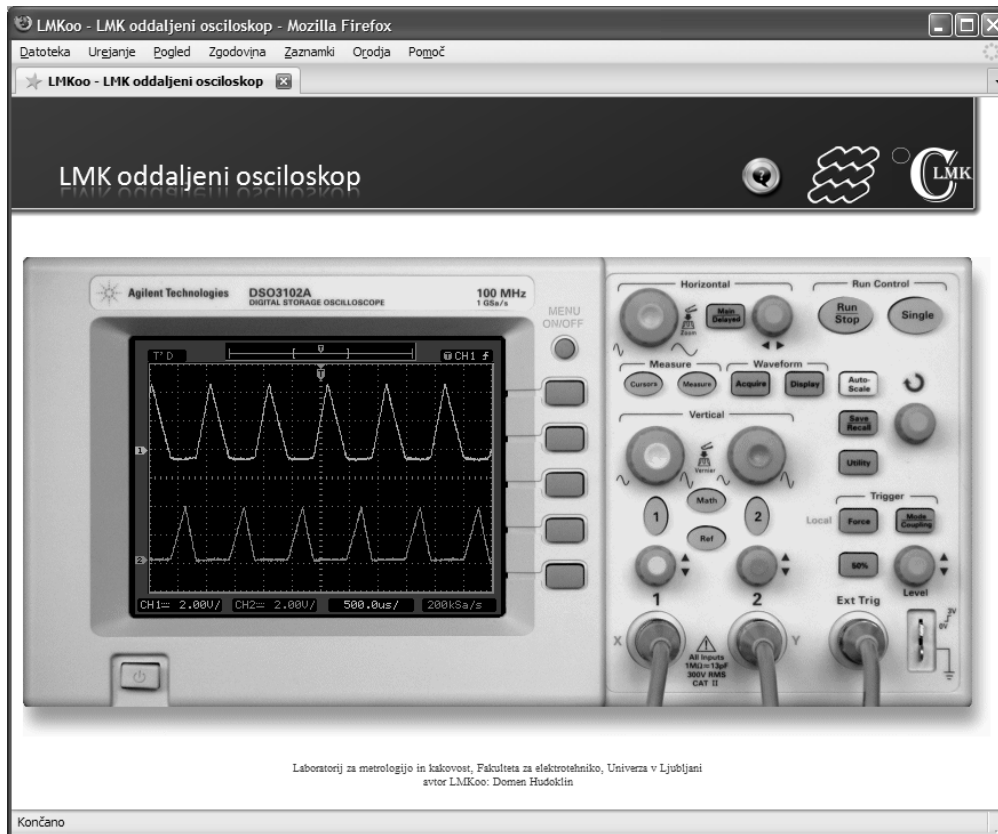 LMKoo - LMK oddaljeni osciloskop - Mozilla Firefox
Datoteka Urejanje Pogled Zgodovina Zaznamki Orodja Pomoč
LMKoo - LMK oddaljeni osciloskop
LMK oddaljeni osciloskop
?
°C LMK
Agilent Technologies DSO3102A 100 MHz
DIGITAL STORAGE OSCILLOSCOPE 1 GSa/s
MENU
ON/OFF
T'D T CH1
T
1
2
CH1 2.00V/ CH2 2.00V/ 500.0us/ 200kSa/s
Horizontal
Main
Delayed
Zoom
Run Control
Run
Stop
Single
Measure
Cursors Measure
Waveform
Acquire Display
Auto-
Scale
Save
Recall
Utility
Vertical
Vernier
Math
1 2
Ref
Trigger
Local Force Mode
Coupling
50%
Level
1 2 Ext Trig
X Y
All Inputs
1MΩ=13pF
300V RMS
CAT II
3V
0V
Laboratorij za metrologijo in kakovost, Fakulteta za elektrotehniko, Univerza v Ljubljani
avtor LMKoo: Domen Hudoklin
Končano